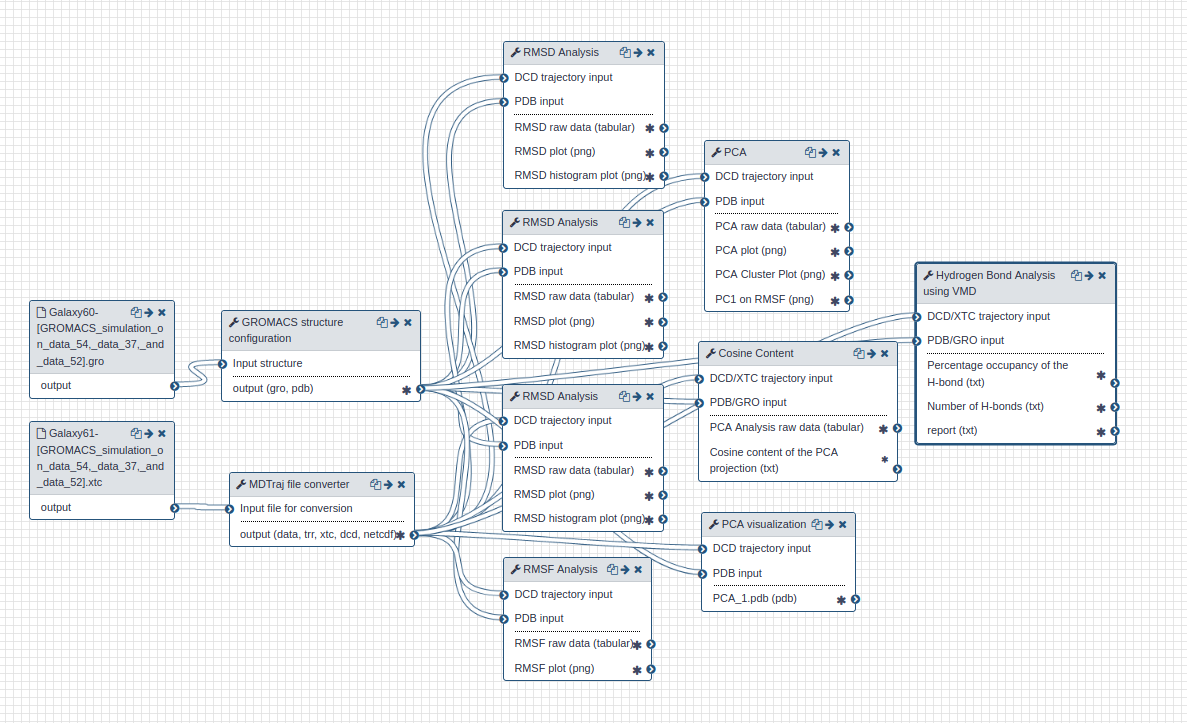 Galaxy60-
[GROMACS_simulation_o
n_data_54,_data_37,_and
_data_52].gro
output
Galaxy61-
[GROMACS_simulation_o
n_data_54,_data_37,_and
_data_52].xtc
output
GROMACS structure
configuration
Input structure
output (gro, pdb)
MDTraj file converter
Input file for conversion
output (data, trr, xtc, dcd, netcdf)
RMSD Analysis
DCD trajectory input
PDB input
RMSD raw data (tabular)
RMSD plot (png)
RMSD histogram plot (png)
RMSD Analysis
DCD trajectory input
PDB input
RMSD raw data (tabular)
RMSD plot (png)
RMSD histogram plot (png)
RMSD Analysis
DCD trajectory input
PDB input
RMSD raw data (tabular)
RMSD plot (png)
RMSD histogram plot (png)
RMSF Analysis
DCD trajectory input
PDB input
RMSF raw data (tabular)
RMSF plot (png)
PCA
DCD trajectory input
PDB input
PCA raw data (tabular)
PCA plot (png)
PCA Cluster Plot (png)
PC1 on RMSF (png)
Cosine Content
DCD/XTC trajectory input
PDB/GRO input
PCA Analysis raw data (tabular)
Cosine content of the PCA
projection (txt)
PCA visualization
DCD trajectory input
PDB input
PCA_1.pdb (pdb)
Hydrogen Bond Analysis
using VMD
DCD/XTC trajectory input
PDB/GRO input
Percentage occupancy of the
H-bond (txt)
Number of H-bonds (txt)
report (txt)